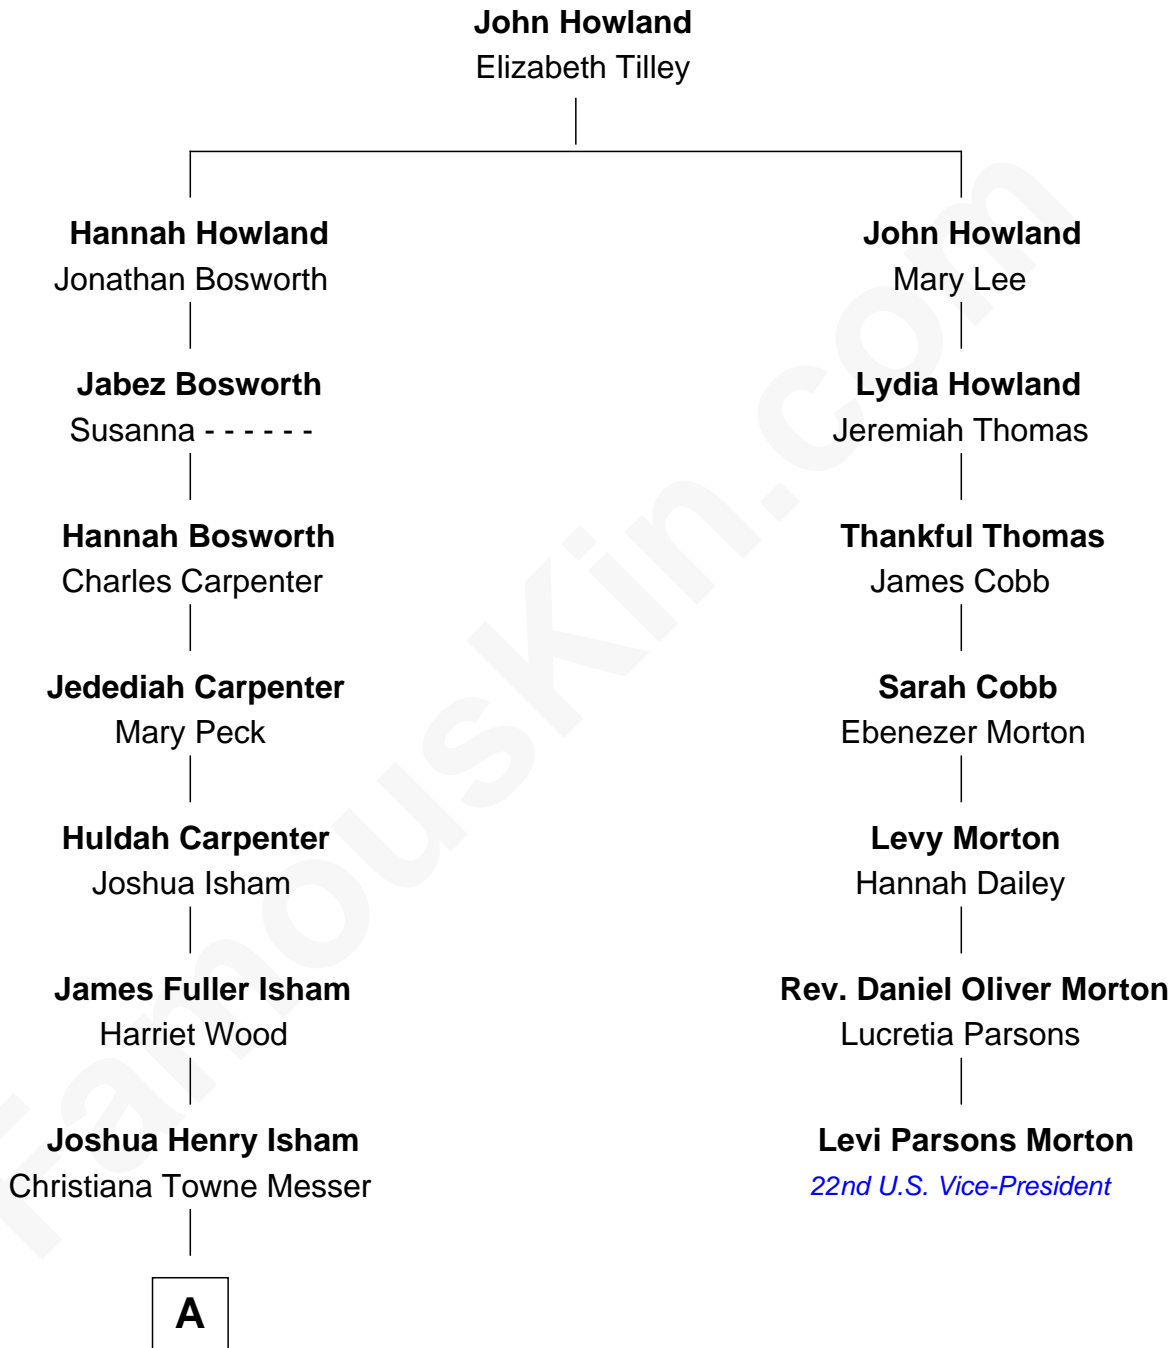 John Howland
Elizabeth Tilley
Hannah Howland
Jonathan Bosworth
John Howland
Mary Lee
Jabez Bosworth
Susanna - - - - - -
Lydia Howland
Jeremiah Thomas
Hannah Bosworth
Charles Carpenter
Thankful Thomas
James Cobb
Jedediah Carpenter
Mary Peck
Sarah Cobb
Ebenezer Morton
Huldah Carpenter
Joshua Isham
Levy Morton
Hannah Dailey
James Fuller Isham
Harriet Wood
Rev. Daniel Oliver Morton
Lucretia Parsons
Joshua Henry Isham
Christiana Towne Messer
Levi Parsons Morton
22nd U.S. Vice-President
A
FamousKin.com